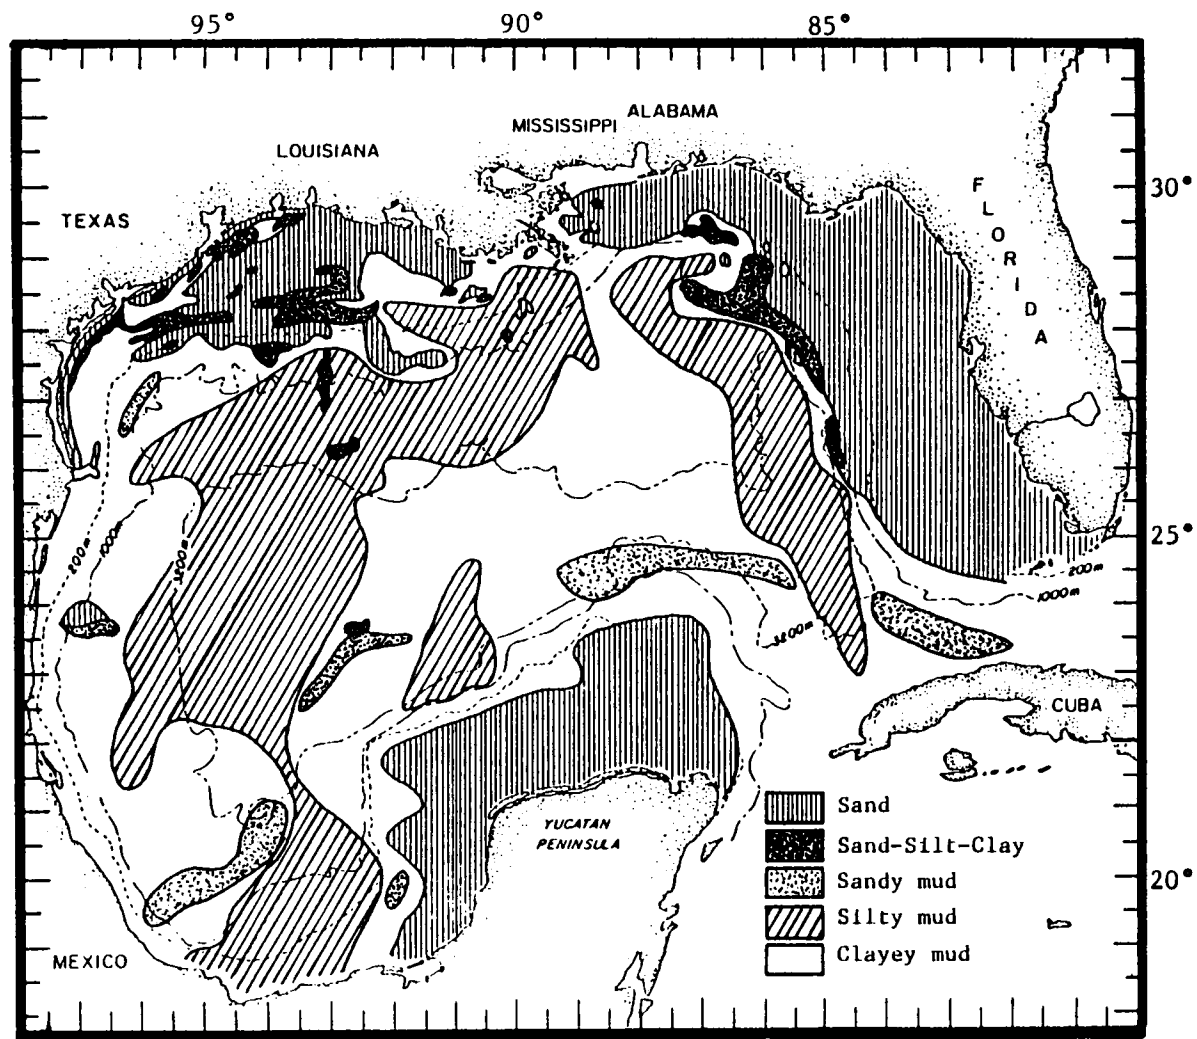 95° 90° 85°
ALABAMA
MISSISSIPPI
LOUISIANA
30°
TEXAS
FLORIDA
25°
200m
1000m
3200m
200m
1000m
3200m
CUBA
Sand
YUCATAN
PENINSULA
Sand-Silt-Clay
Sandy mud
20°
Silty mud
Clayey mud
MEXICO